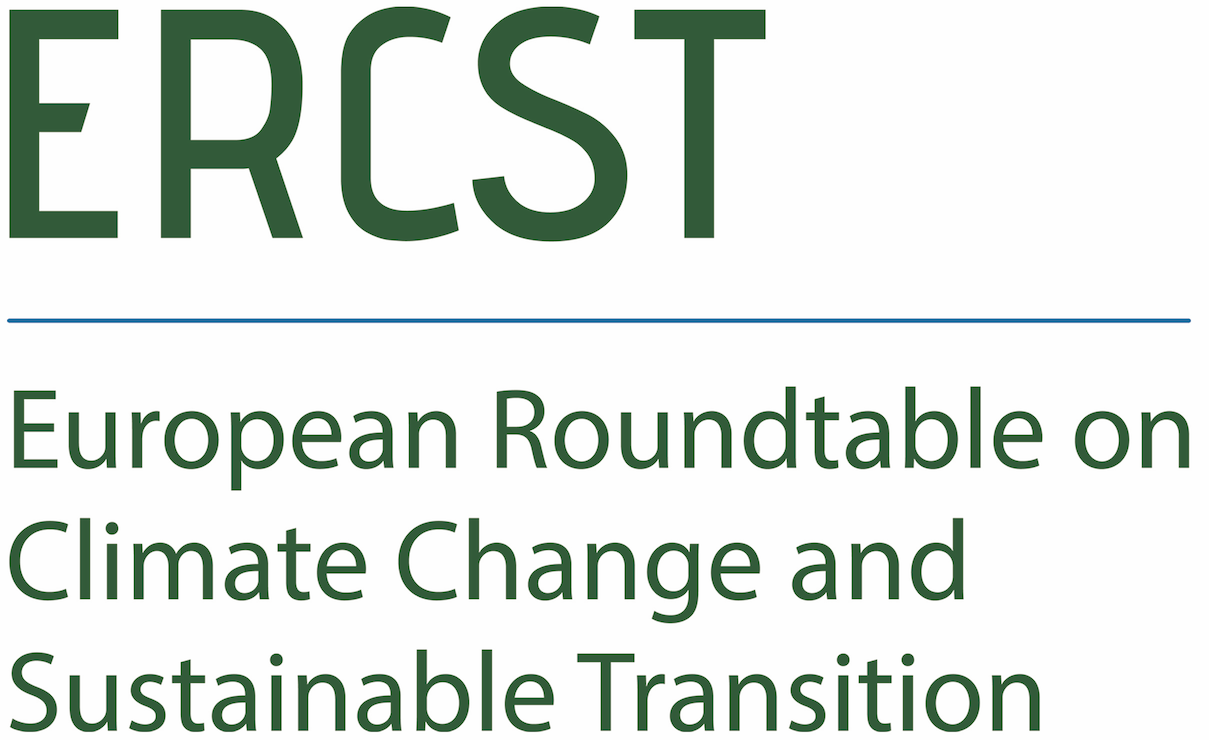 ERCST
European Roundtable on
Climate Change and
Sustainable Transition